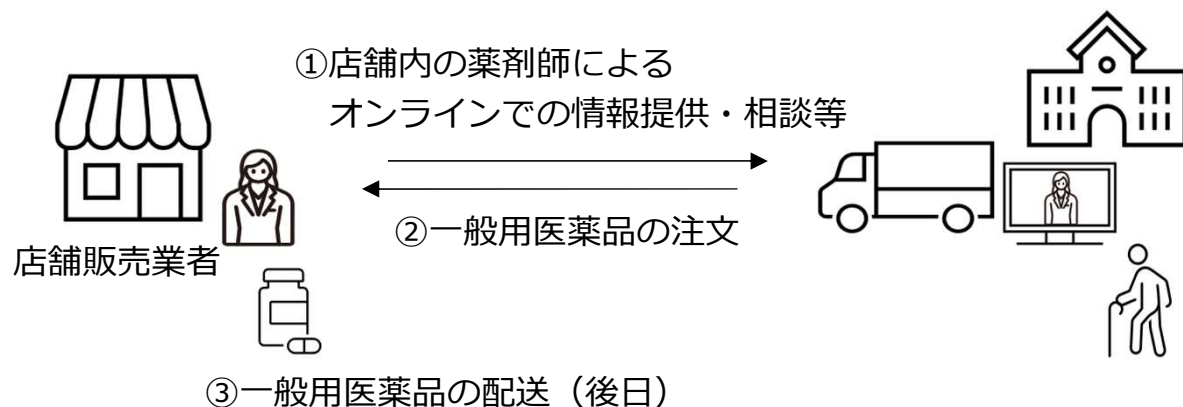 ①店舗内の薬剤師による
オンラインでの情報提供・相談等
②一般用医薬品の注文
店舗販売業者
③一般用医薬品の配送（後日）